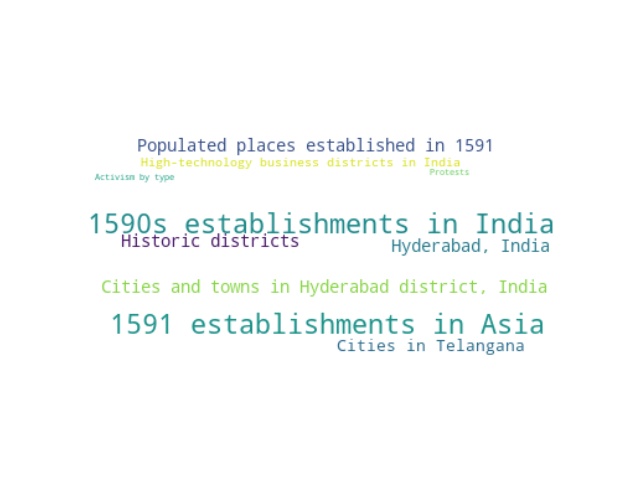 Populated places established in 1591
High-technology business districts in India
Protests
Activism by type
1590s establishments in India
Historic districts
Hyderabad, India
Cities and towns in Hyderabad district, India
1591 establishments in Asia
Cities in Telangana